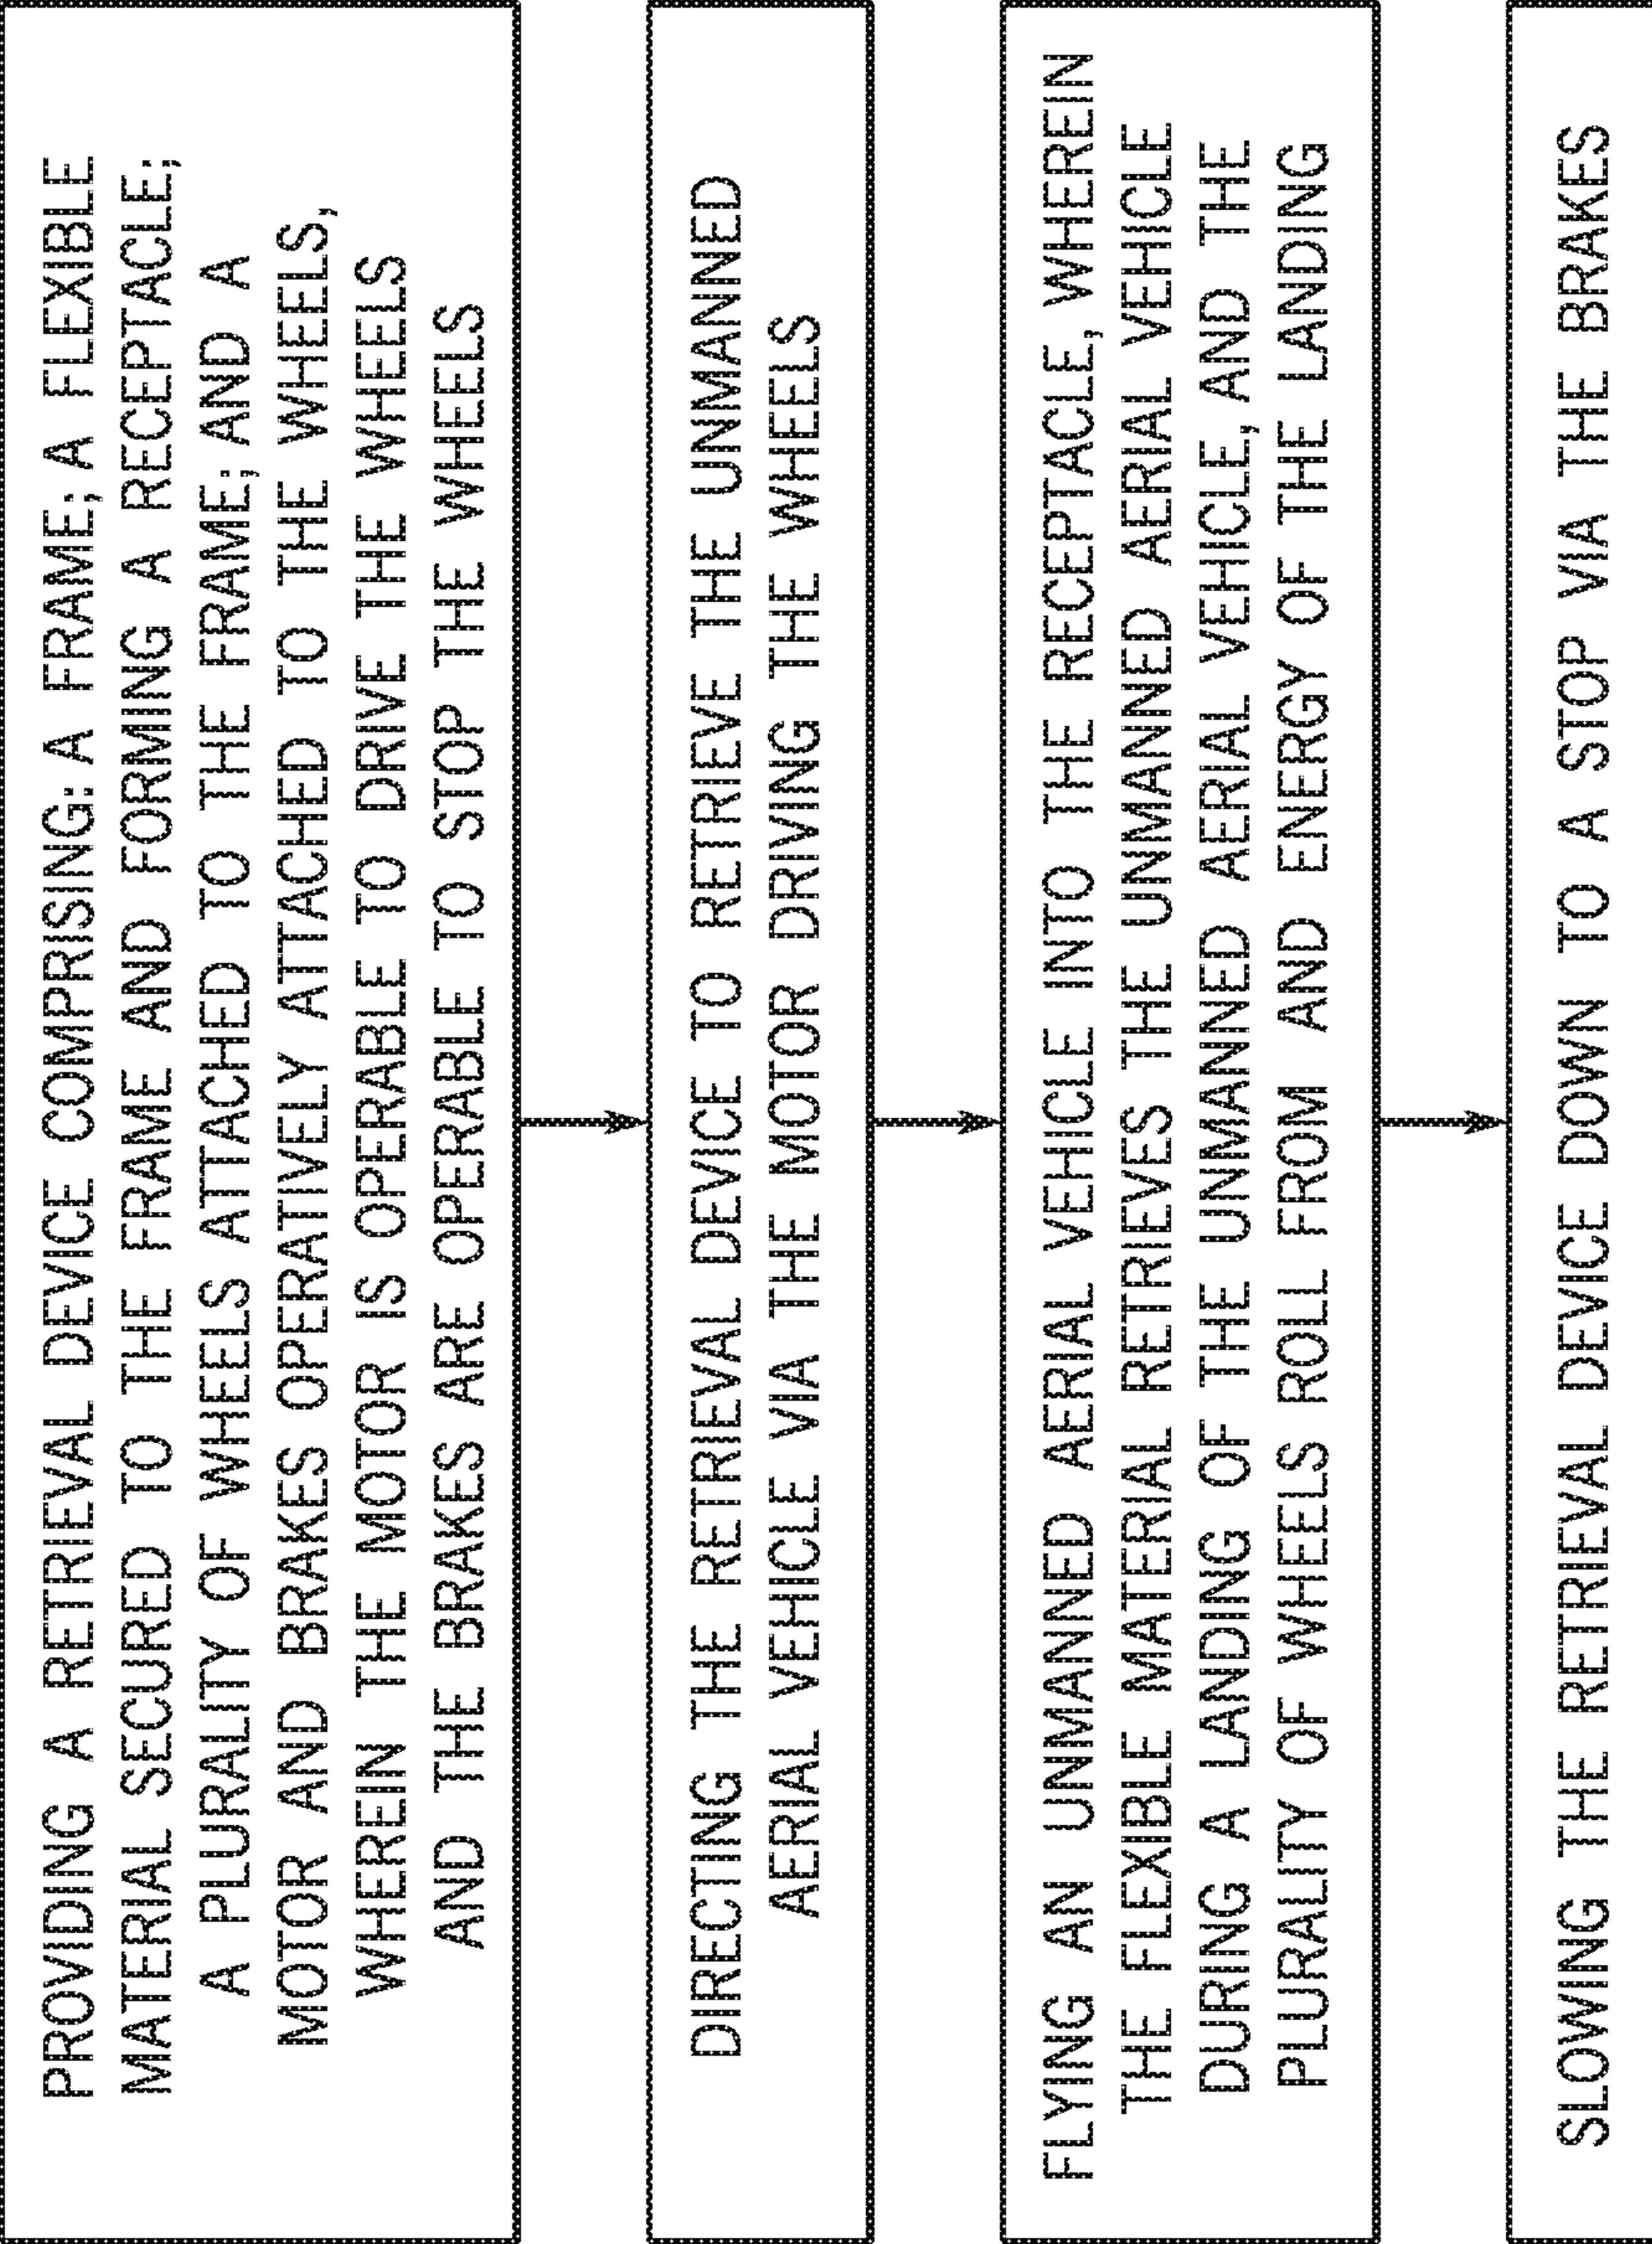 PROVIDING A RETRIEVAL DEVICE COMPRISING: A FRAME; A FLEXIBLE
MATERIAL SECURED TO THE FRAME AND FORMING A RECEPTACLE;
A PLURALITY OF WHEELS ATTACHED TO THE FRAME; AND A
MOTOR AND BRAKES OPERATIVELY ATTACHED TO THE WHEELS,
WHEREIN THE MOTOR IS OPERABLE TO DRIVE THE WHEELS
AND THE BRAKES ARE OPERABLE TO STOP THE WHEELS
DIRECTING THE RETRIEVAL DEVICE TO RETRIEVE THE UNMANNED
AERIAL VEHICLE VIA THE MOTOR DRIVING THE WHEELS
FLYING AN UNMANNED AERIAL VEHICLE INTO THE RECEPTACLE, WHEREIN
THE FLEXIBLE MATERIAL RETRIEVES THE UNMANNED AERIAL VEHICLE
DURING A LANDING OF THE UNMANNED AERIAL VEHICLE, AND THE
PLURALITY OF WHEELS ROLL FROM AND ENERGY OF THE LANDING
SLOWING THE RETRIEVAL DEVICE DOWN TO A STOP VIA THE BRAKES